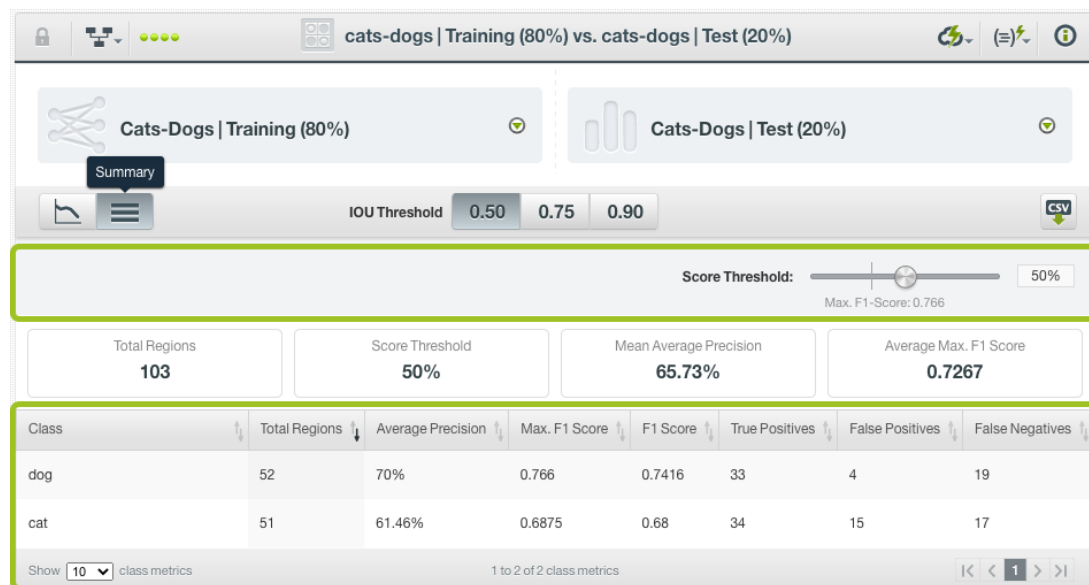 cats-dogs | Training (80%) vs. cats-dogs | Test (20%)
Cats-Dogs | Training (80%)
Cats-Dogs | Test (20%)
Summary
IOU Threshold 0.50 0.75 0.90
CSV
Score Threshold: 50%
Max. F1-Score: 0.766
Total Regions
103
Score Threshold
50%
Mean Average Precision
65.73%
Average Max. F1 Score
0.7267
Class Total Regions Average Precision Max. F1 Score F1 Score True Positives False Positives False Negatives
dog 52 70% 0.766 0.7416 33 4 19
cat 51 61.46% 0.6875 0.68 34 15 17
Show 10 class metrics 1 to 2 of 2 class metrics 1